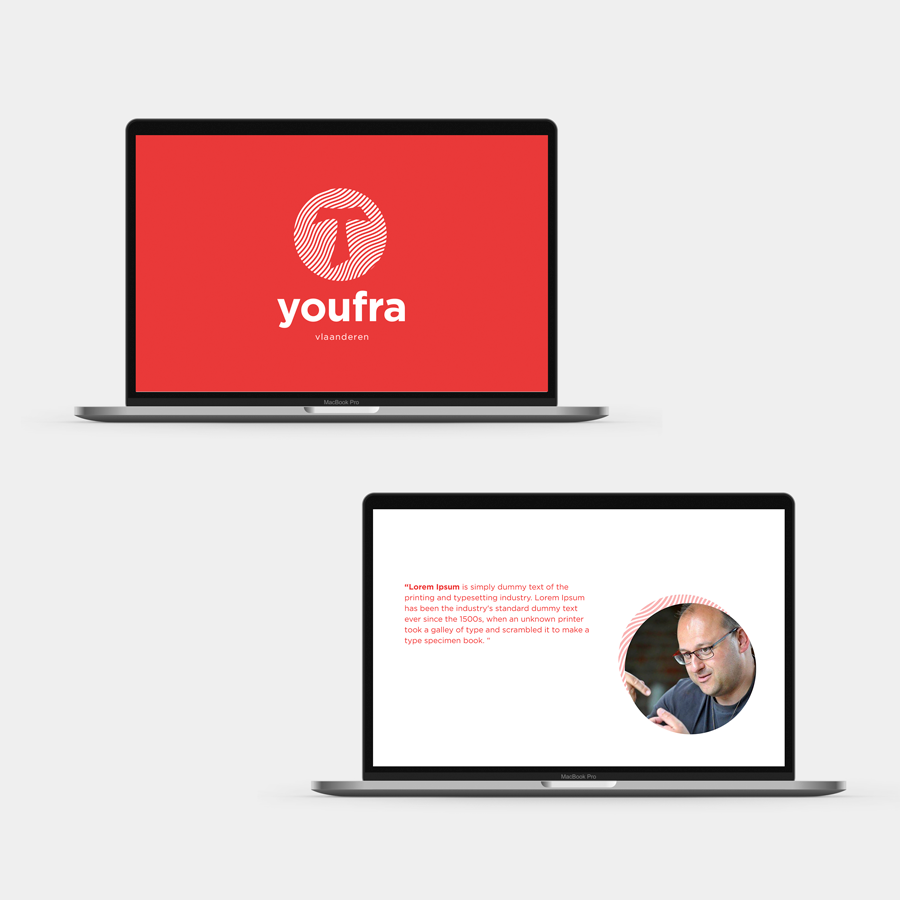 youfra
vlaanderen
MacBook Pro
“Lorem Ipsum is simply dummy text of the
printing and typesetting industry. Lorem Ipsum
has been the industry's standard dummy text
ever since the 1500s, when an unknown printer
took a galley of type and scrambled it to make a
type specimen book. ”
MacBook Pro